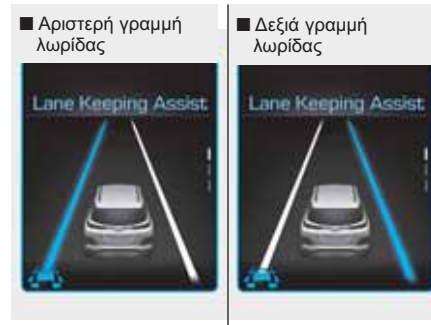 ■ Αριστερή γραμμή
λωρίδας
Lane Keeping Assist
■ Δεξιά γραμμή
λωρίδας
Lane Keeping Assist